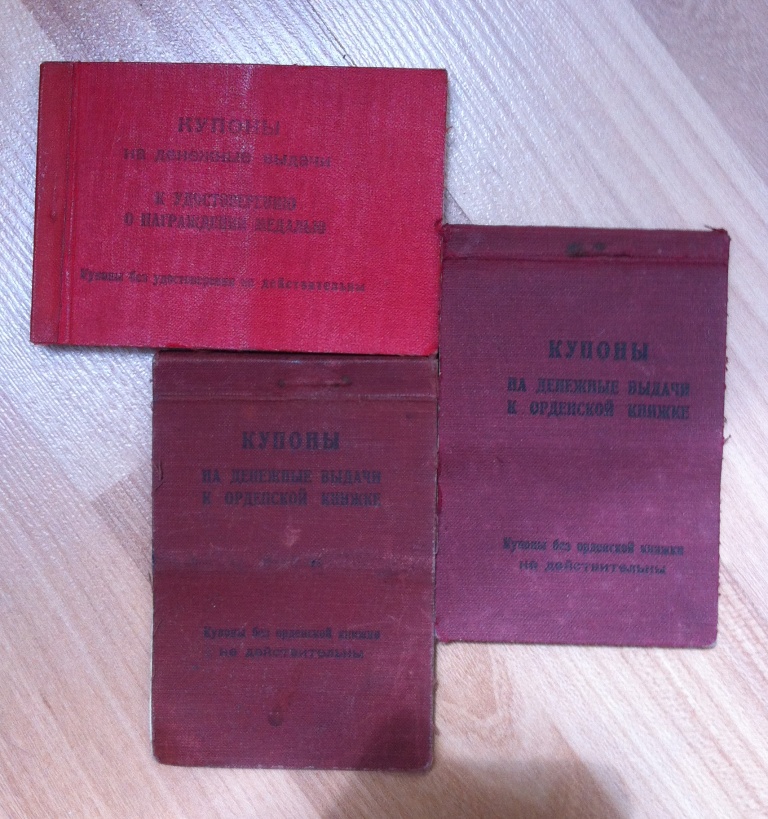 КУПОНЫ
на денежные выдачи
К УДОСТОВЕРЕНИЮ
О НАГРАЖДЕНИИ МЕДАЛЬЮ
Купоны без удостоверения не действительны
КУПОНЫ
НА ДЕНЕЖНЫЕ ВЫДАЧИ
К ОРДЕНСКОЙ КНИЖКЕ
Купоны без орденской книжки
не действительны
КУПОНЫ
НА ДЕНЕЖНЫЕ ВЫДАЧИ
К ОРДЕНСКОЙ КНИЖКЕ
Купоны без орденской книжки
не действительны